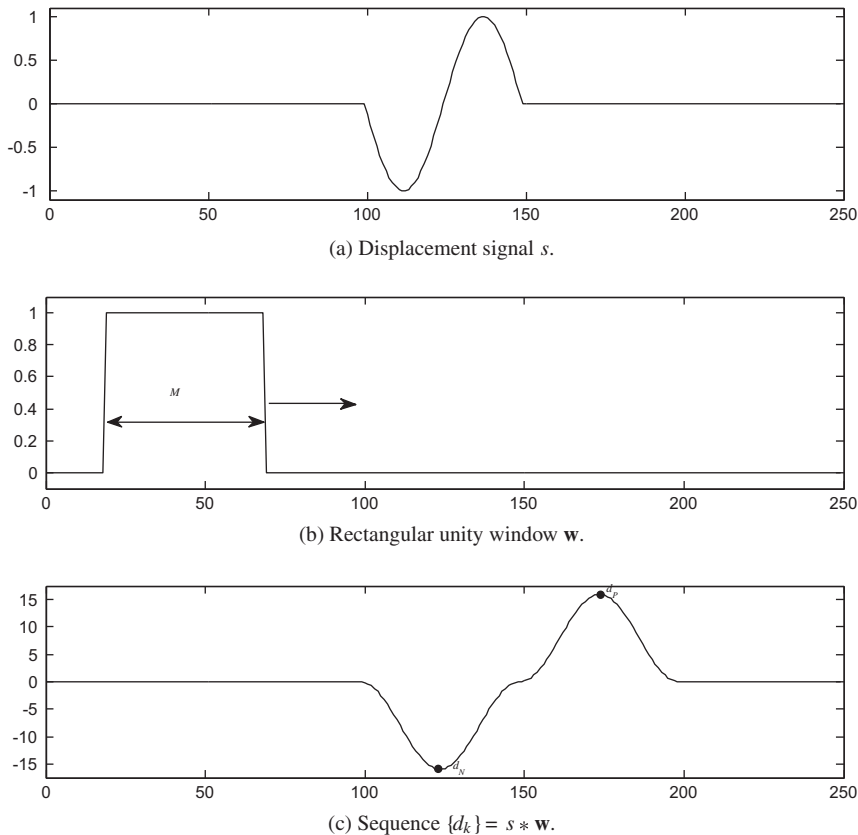 1
0.5
0
-0.5
-1
0 50 100 150 200 250
(a) Displacement signal s.
1
0.8
0.6
M
0.4
0.2
0
0 50 100 150 200 250
(b) Rectangular unity window w.
15
d_P
10
5
0
-5
-10
-15
d_N
0 50 100 150 200 250
(c) Sequence {d_k} = s * w.